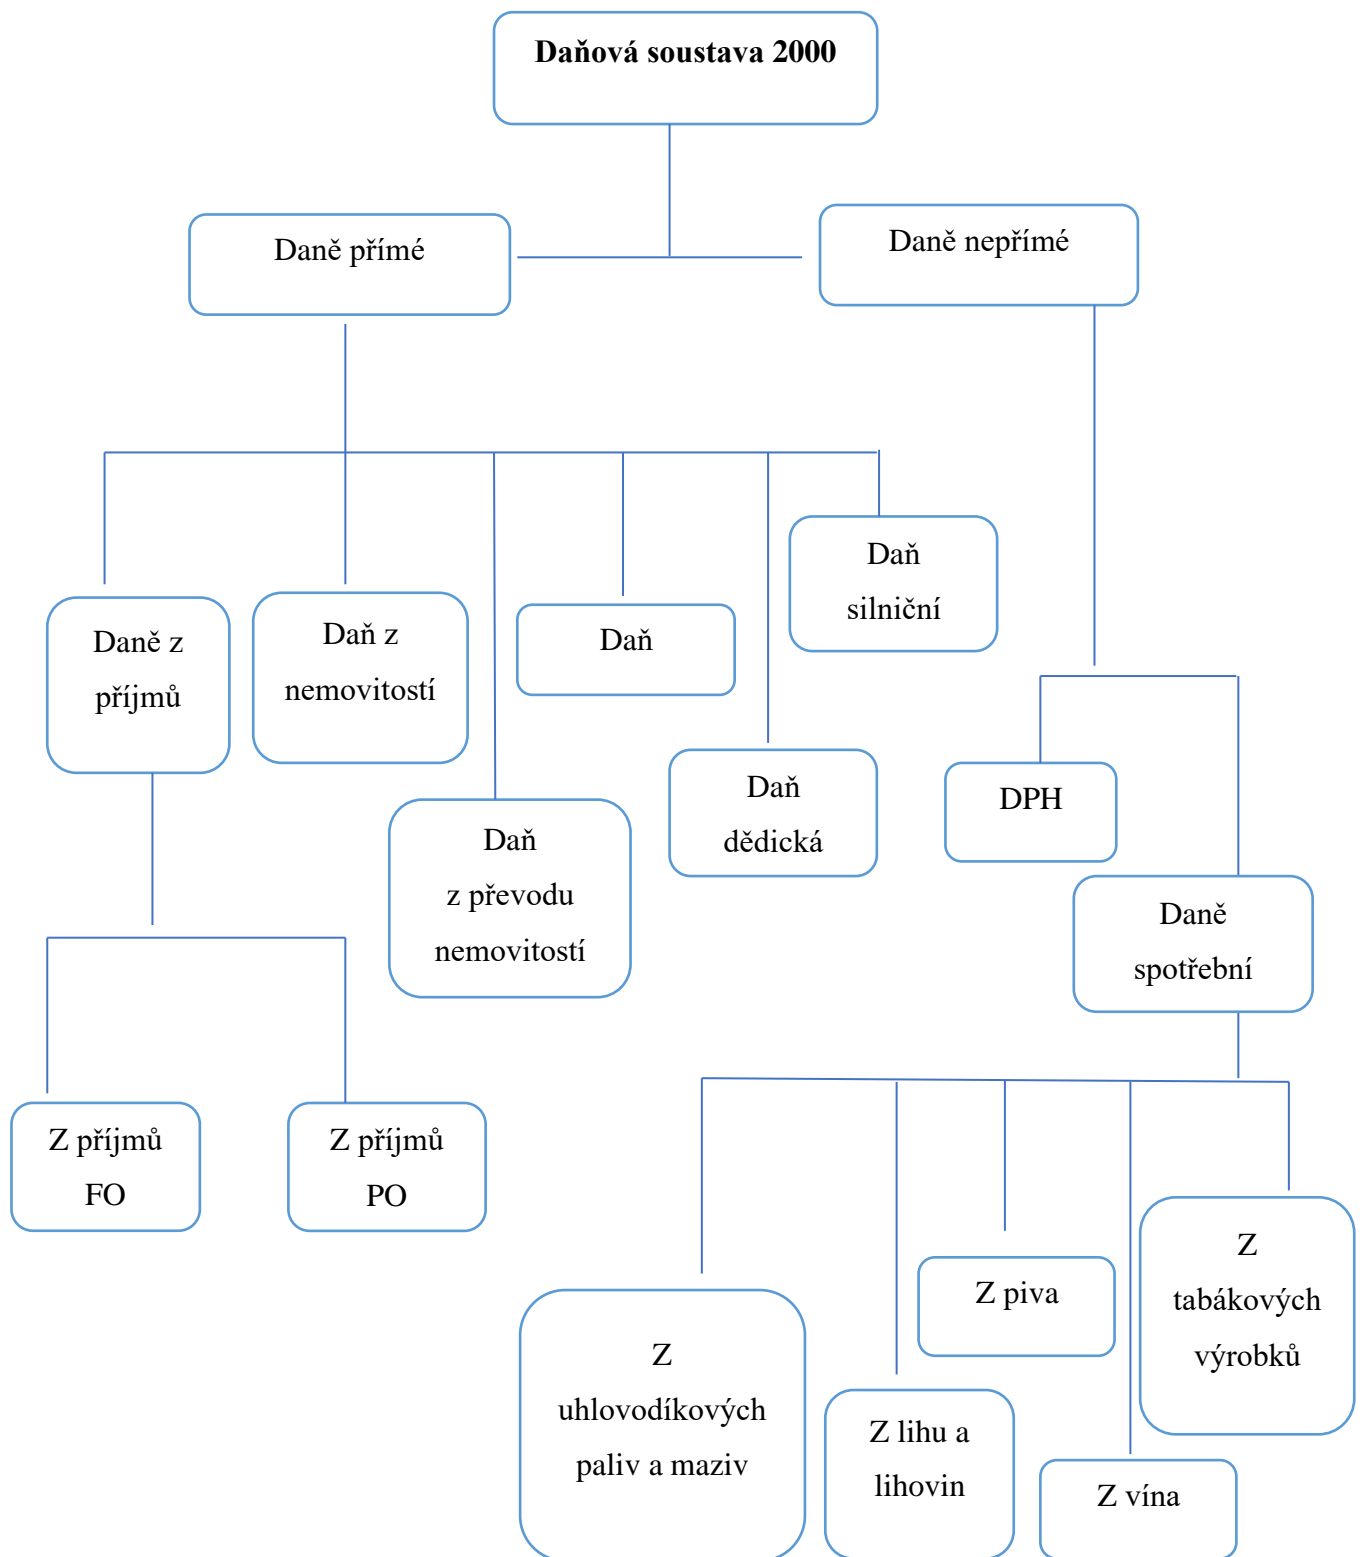 Daňová soustava 2000
Daně přímé
Daně nepřímé
Daň
silniční
Daně z
příjmů
Daň z
nemovitostí
Daň
Daň
z převodu
nemovitostí
Daň
dědická
DPH
Daně
spotřební
Z příjmů
FO
Z příjmů
PO
Z
uhlovodíkových
paliv a maziv
Z lihu a
lihovin
Z piva
Z vína
Z
tabákových
výrobků